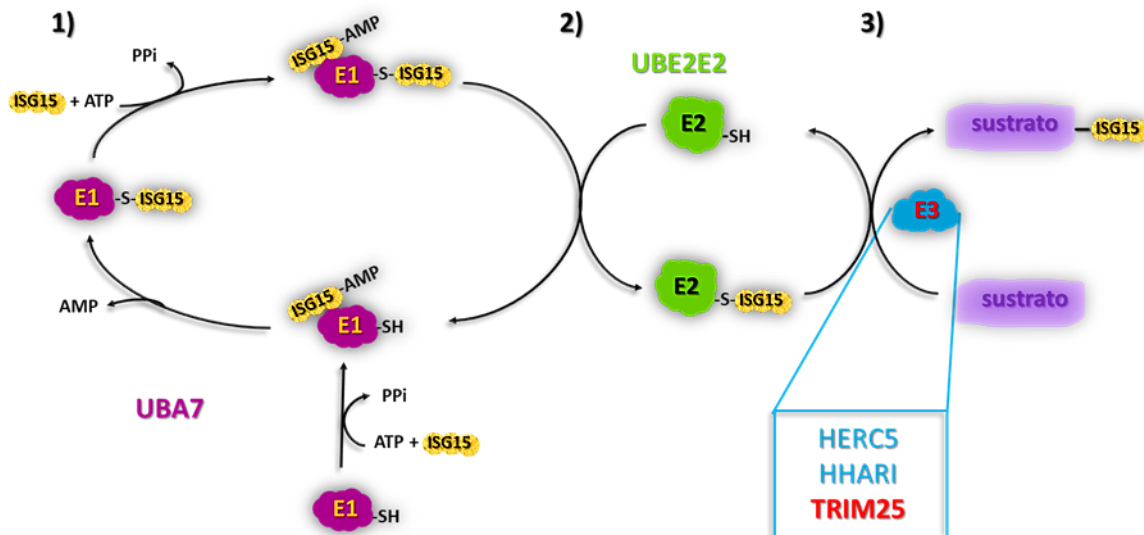 1)
2)
3)
PPi
ISG15 + ATP
ISG15 -AMP
E1 -S- ISG15
UBE2E2
E2 -SH
sustrato ISG15
E1 -S- ISG15
E3
AMP
ISG15 -AMP
E1 -SH
E2 -S- ISG15
sustrato
UBA7
PPi
ATP + ISG15
E1 -SH
HERC5
HHARI
TRIM25